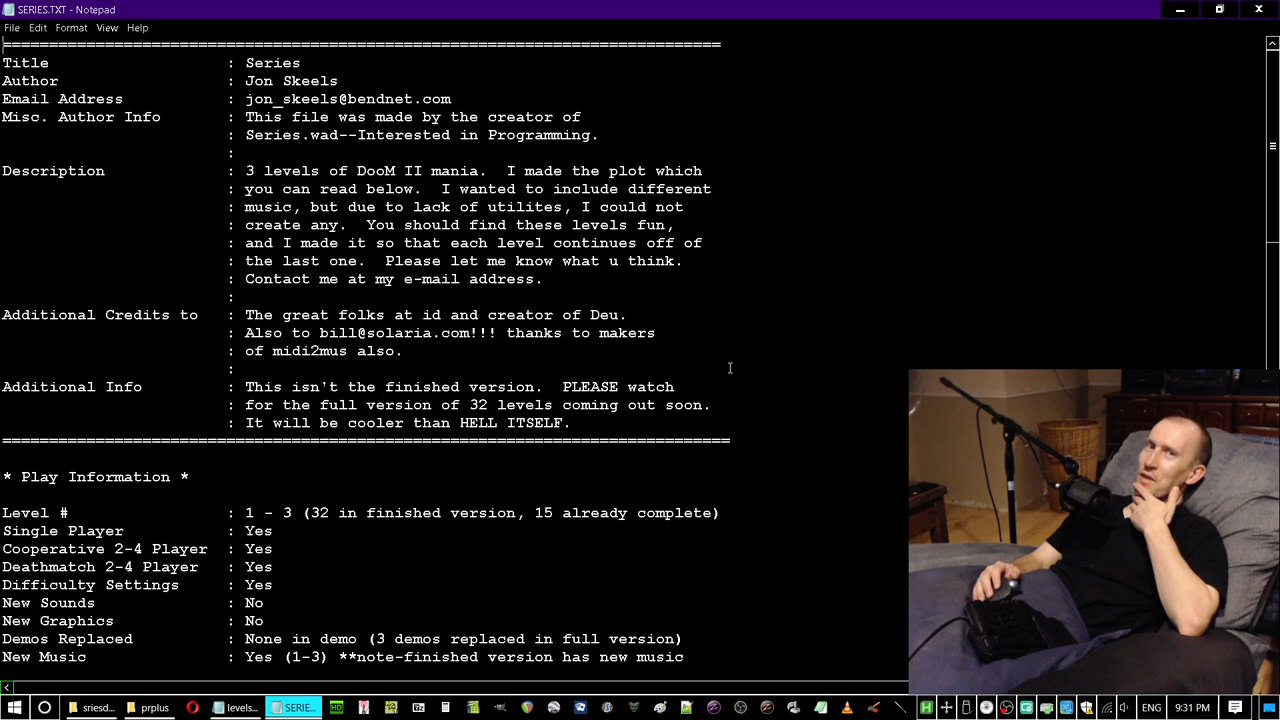 SERIES.TXT - Notepad
File Edit Format View Help
==============================================================================
Title : Series
Author : Jon Skeels
Email Address : jon_skeels@bendnet.com
Misc. Author Info : This file was made by the creator of
: Series.wad--Interested in Programming.
:
Description : 3 levels of DooM II mania. I made the plot which
: you can read below. I wanted to include different
: music, but due to lack of utilites, I could not
: create any. You should find these levels fun,
: and I made it so that each level continues off of
: the last one. Please let me know what u think.
: Contact me at my e-mail address.
:
Additional Credits to : The great folks at id and creator of Deu.
: Also to bill@solaria.com!!! thanks to makers
: of midi2mus also.
:
Additional Info : This isn't the finished version. PLEASE watch
: for the full version of 32 levels coming out soon.
: It will be cooler than HELL ITSELF.
===============================================================================
* Play Information *
Level # : 1 - 3 (32 in finished version, 15 already complete)
Single Player : Yes
Cooperative 2-4 Player : Yes
Deathmatch 2-4 Player : Yes
Difficulty Settings : Yes
New Sounds : No
New Graphics : No
Demos Replaced : None in demo (3 demos replaced in full version)
New Music : Yes (1-3) **note-finished version has new music
sriesd... prplus levels... SERIE... ENG 9:31 PM